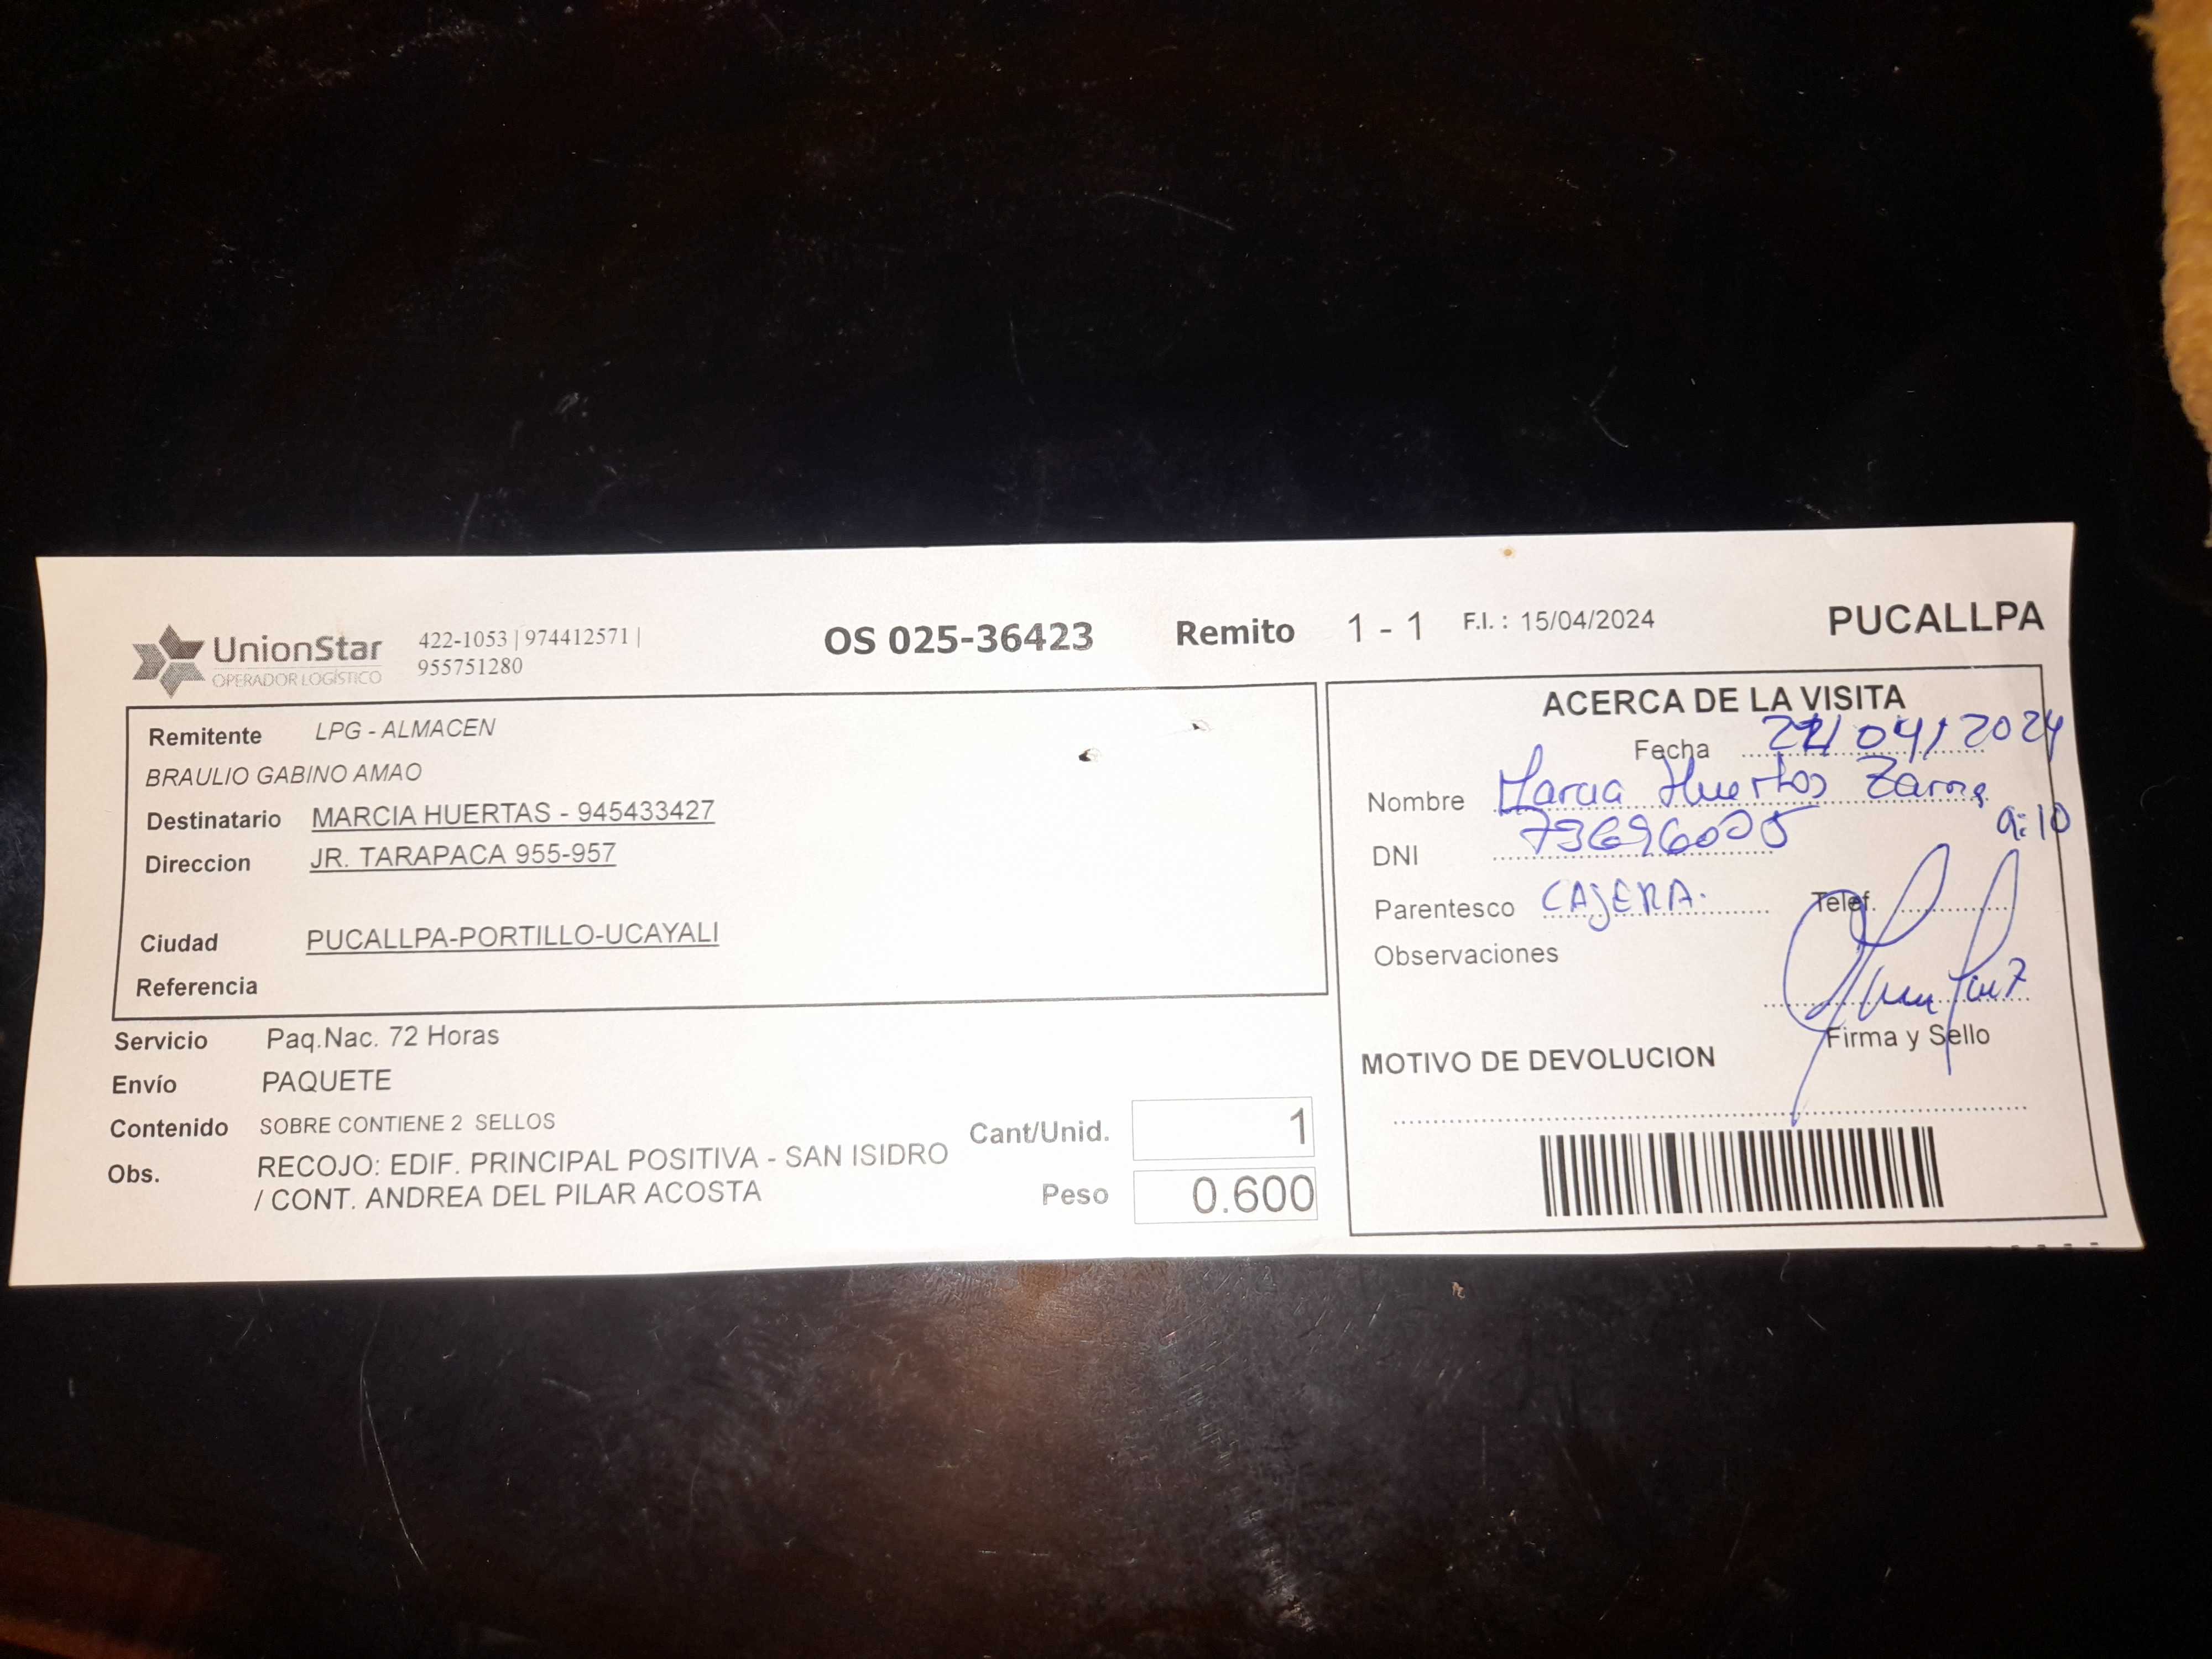 UnionStar
OPERADOR LOGÍSTICO
422-1053 | 974412571 |
955751280
OS 025-36423 Remito 1 - 1 F.I. : 15/04/2024 PUCALLPA
Remitente LPG - ALMACEN
BRAULIO GABINO AMAO
Destinatario MARCIA HUERTAS - 945433427
Direccion JR. TARAPACA 955-957
Ciudad PUCALLPA-PORTILLO-UCAYALI
Referencia
Servicio Paq.Nac. 72 Horas
Envío PAQUETE
Contenido SOBRE CONTIENE 2 SELLOS
Obs. RECOJO: EDIF. PRINCIPAL POSITIVA - SAN ISIDRO
/ CONT. ANDREA DEL PILAR ACOSTA
Cant/Unid. 1
Peso 0.600
ACERCA DE LA VISITA
Fecha /04/2024
Nombre Marcia Huertas
9:10
DNI
Parentesco CAJERA. Telef.
Observaciones
Firma y Sello
MOTIVO DE DEVOLUCION